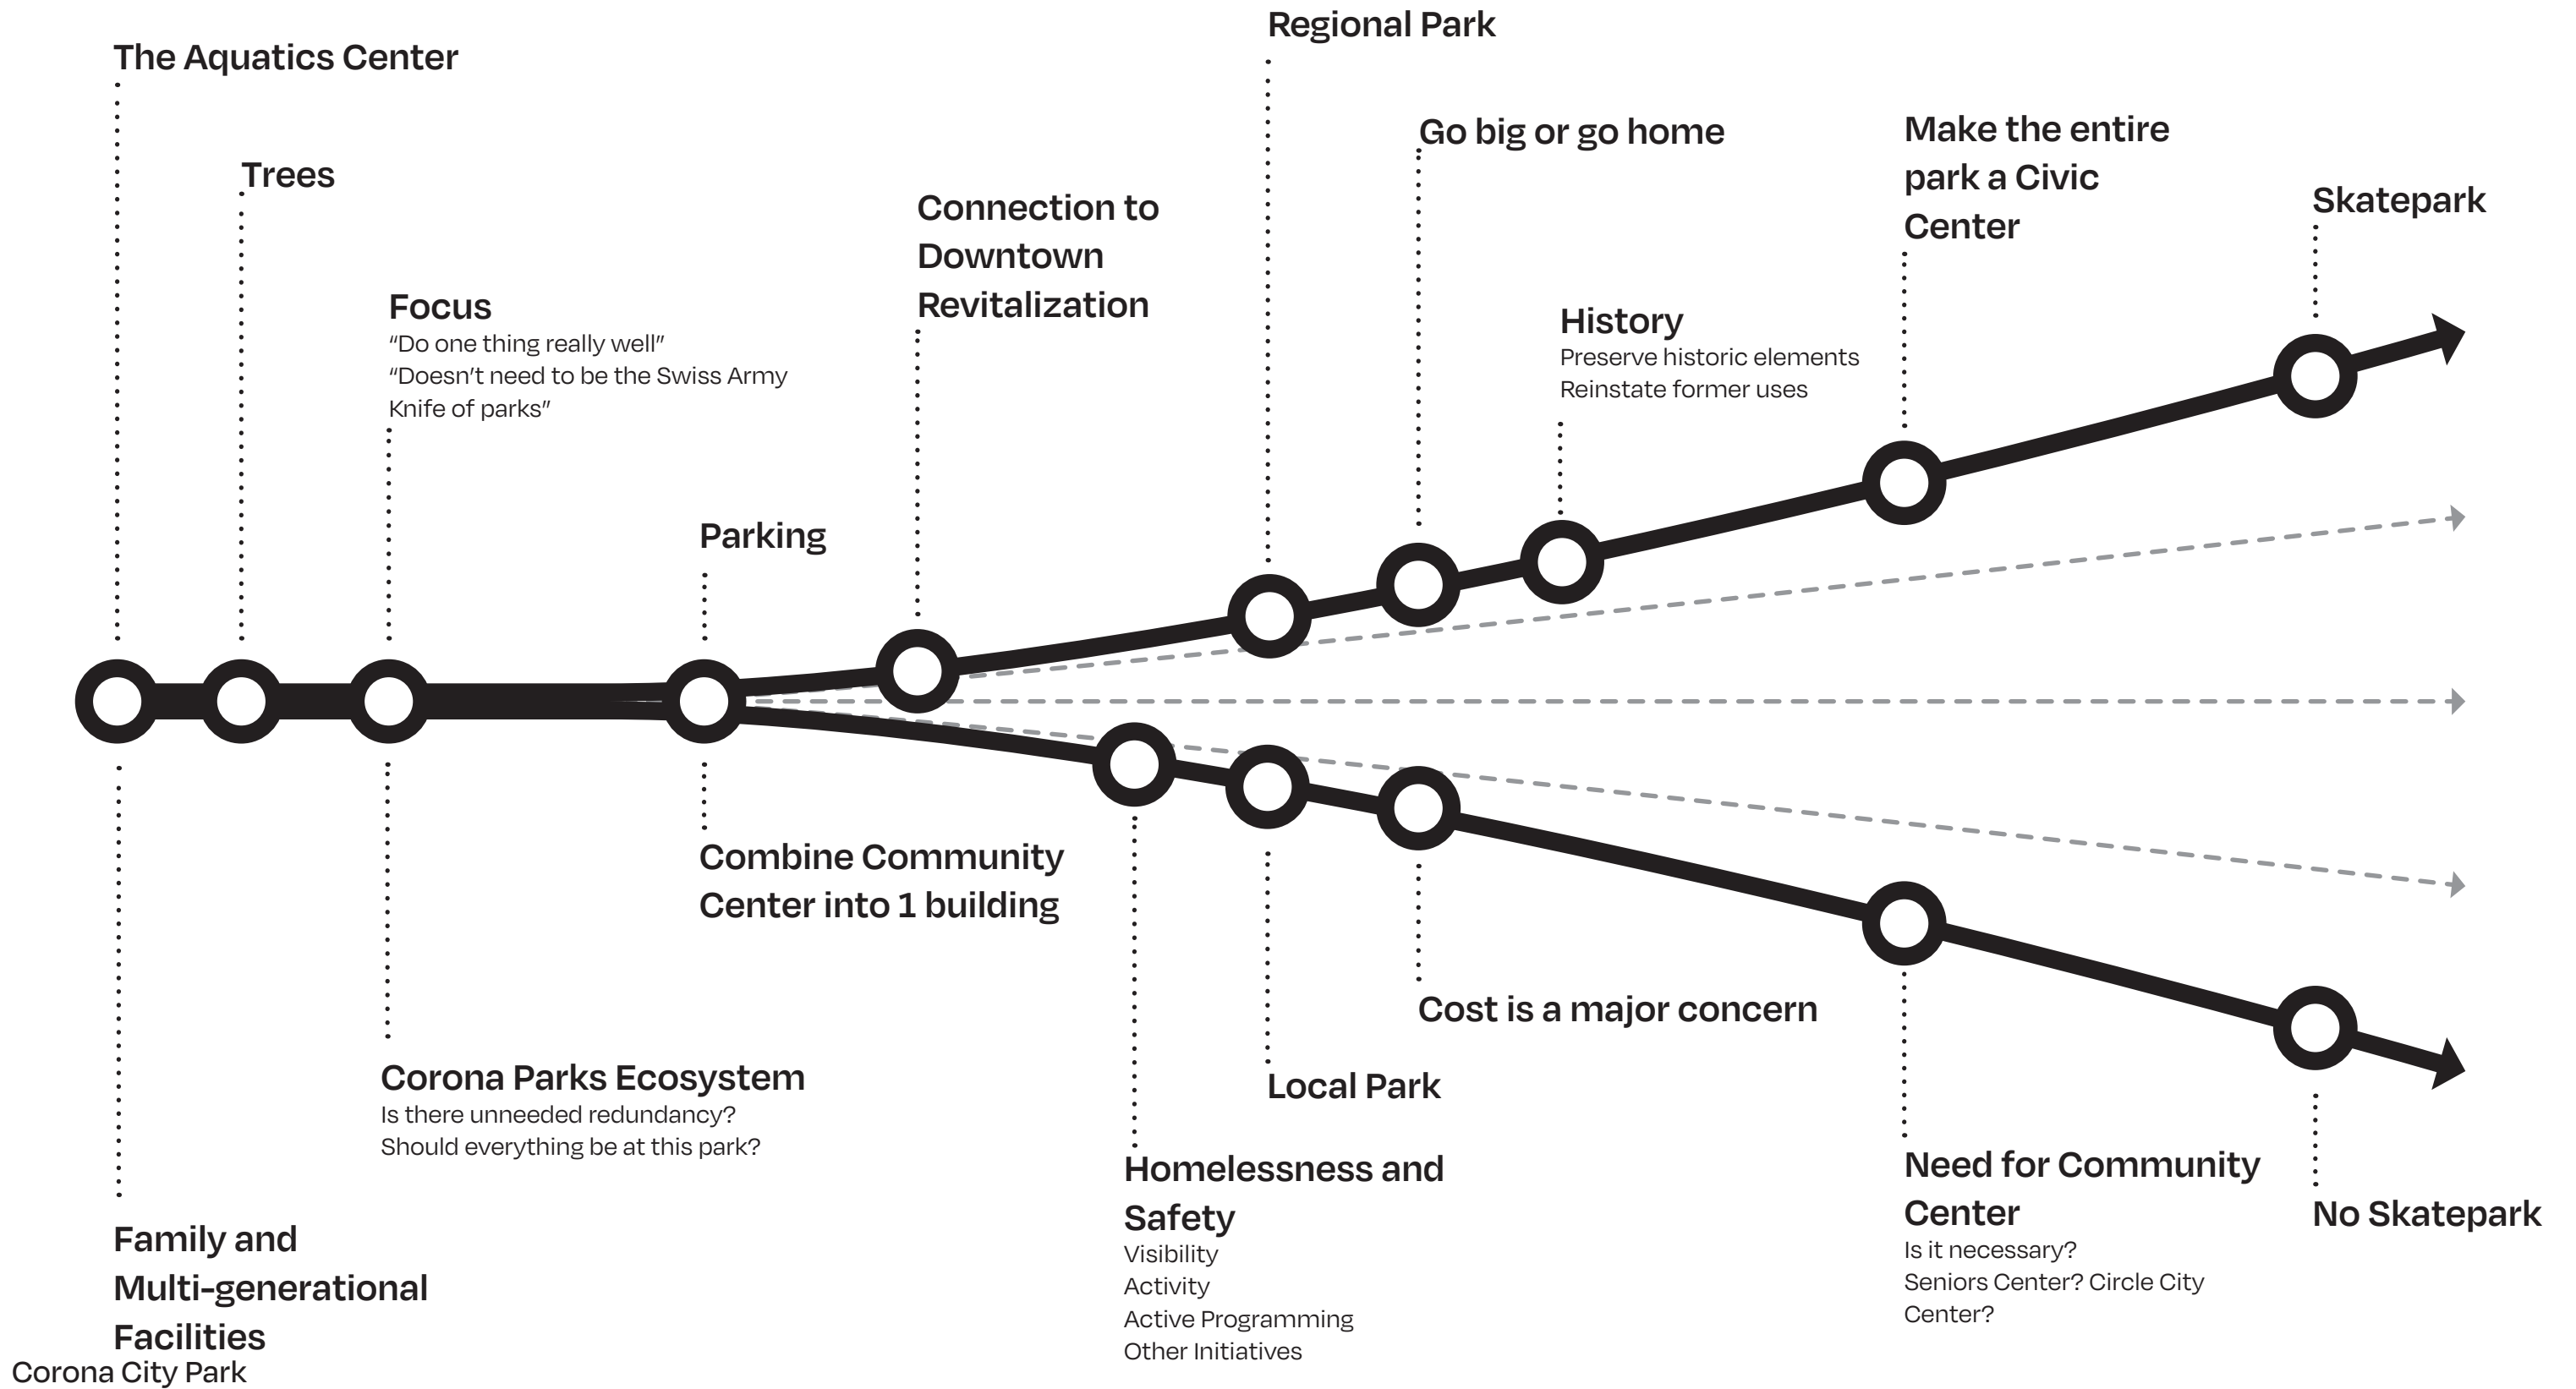 Regional Park
The Aquatics Center
Go big or go home
Make the entire
park a Civic
Center
Trees
Skatepark
Connection to
Downtown
Revitalization
Focus
“Do one thing really well”
“Doesn’t need to be the Swiss Army
Knife of parks”
History
Preserve historic elements
Reinstate former uses
Parking
Combine Community
Center into 1 building
Cost is a major concern
Corona Parks Ecosystem
Is there unneeded redundancy?
Should everything be at this park?
Local Park
Homelessness and
Safety
Visibility
Activity
Active Programming
Other Initiatives
Need for Community
Center
Is it necessary?
Seniors Center? Circle City
Center?
No Skatepark
Family and
Multi-generational
Facilities
Corona City Park